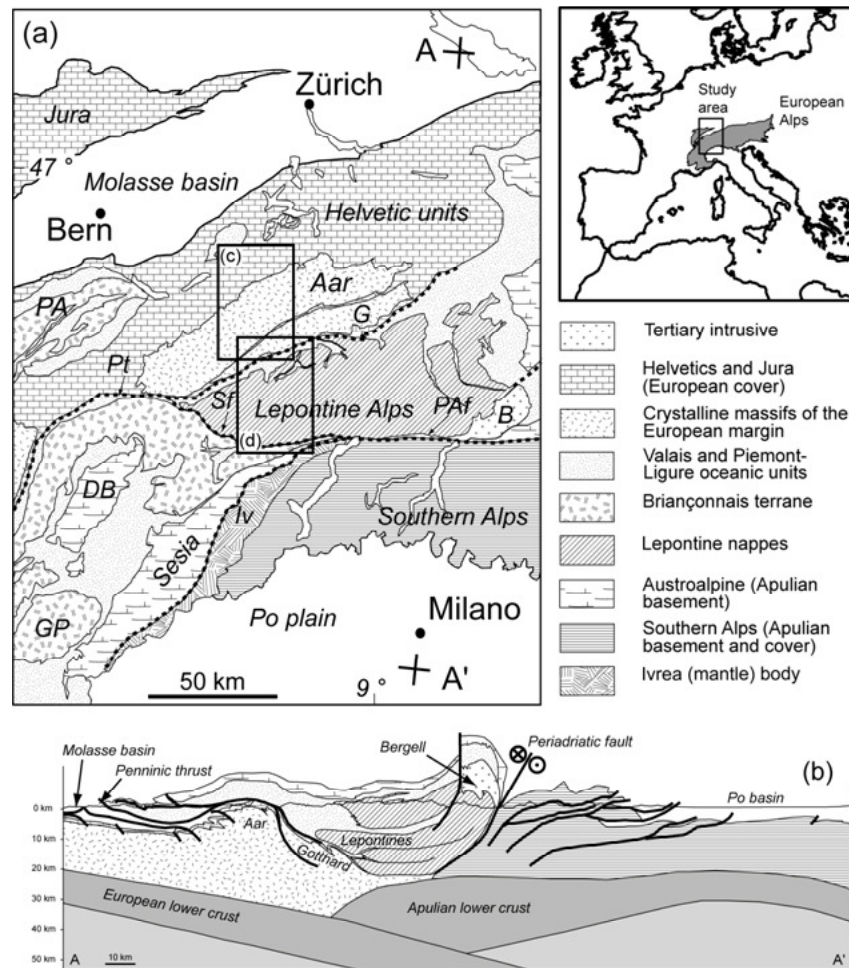 (a)
A
Zürich
Jura
47 °
Molasse basin
Bern
Helvetic units
(c)
Aar
PA
G
Pt
Sf
Lepontine Alps
PAf
B
(d)
DB
Iv
Southern Alps
Sesia
GP
Po plain
Milano
A'
50 km
9 °
Study
area
European
Alps
Tertiary intrusive
Helvetics and Jura
(European cover)
Crystalline massifs of the
European margin
Valais and Piemont-
Ligure oceanic units
Briançonnais terrane
Lepontine nappes
Austroalpine (Apulian
basement)
Southern Alps (Apulian
basement and cover)
Ivrea (mantle) body
(b)
Molasse basin
Penninic thrust
Bergell
Periadriatic fault
Po basin
0 km
10 km
20 km
30 km
40 km
50 km
Aar
Gotthard
Lepontines
European lower crust
Apulian lower crust
A
10 km
A'